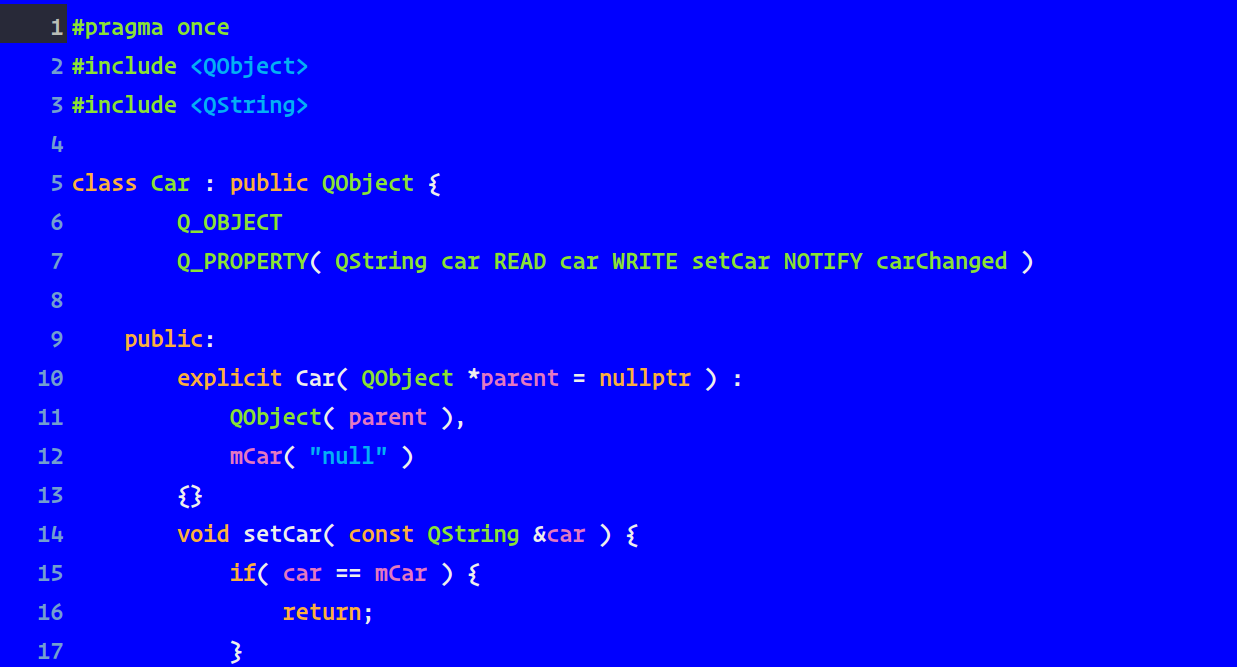 1 #pragma once
2 #include <QObject>
3 #include <QString>
4
5 class Car : public QObject {
6         Q_OBJECT
7         Q_PROPERTY( QString car READ car WRITE setCar NOTIFY carChanged )
8
9     public:
10         explicit Car( QObject *parent = nullptr ) :
11             QObject( parent ),
12             mCar( "null" )
13         {}
14         void setCar( const QString &car ) {
15             if( car == mCar ) {
16                 return;
17             }